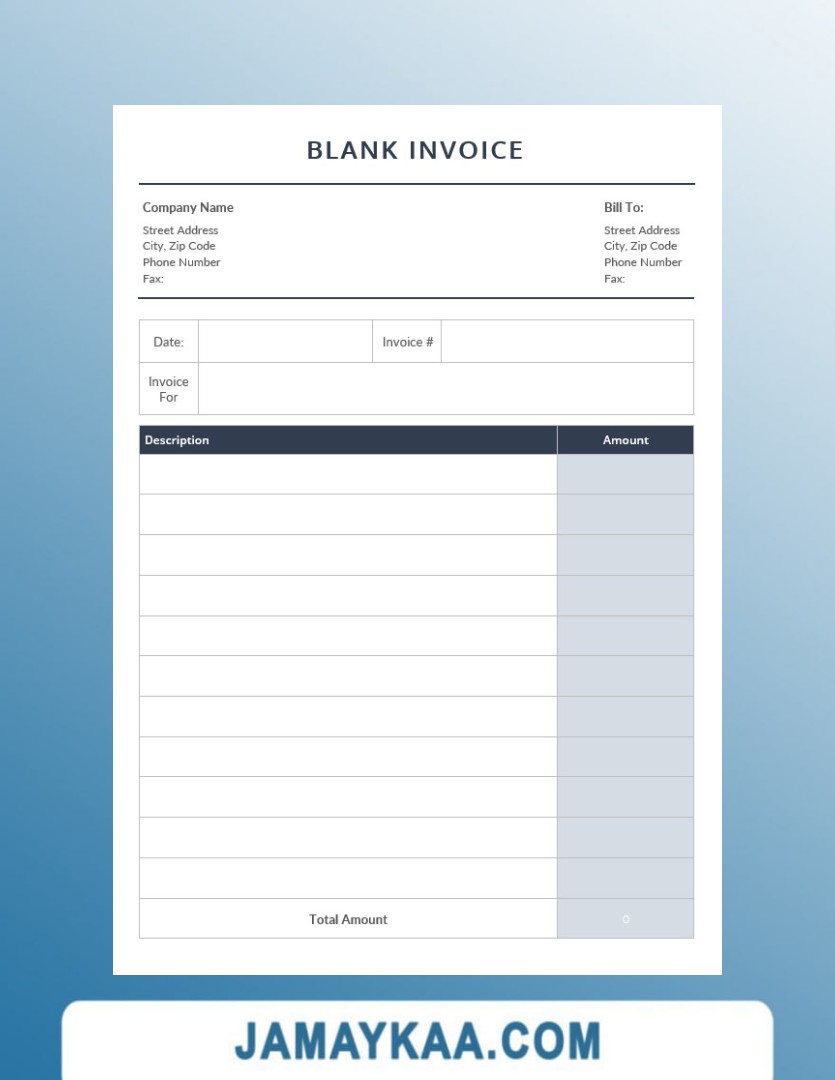 BLANK INVOICE
Company Name
Street Address
City, Zip Code
Phone Number
Fax:
Bill To:
Street Address
City, Zip Code
Phone Number
Fax:
Date:
Invoice #
Invoice
For
Description
Amount
Total Amount
0
JAMAYKAA.COM